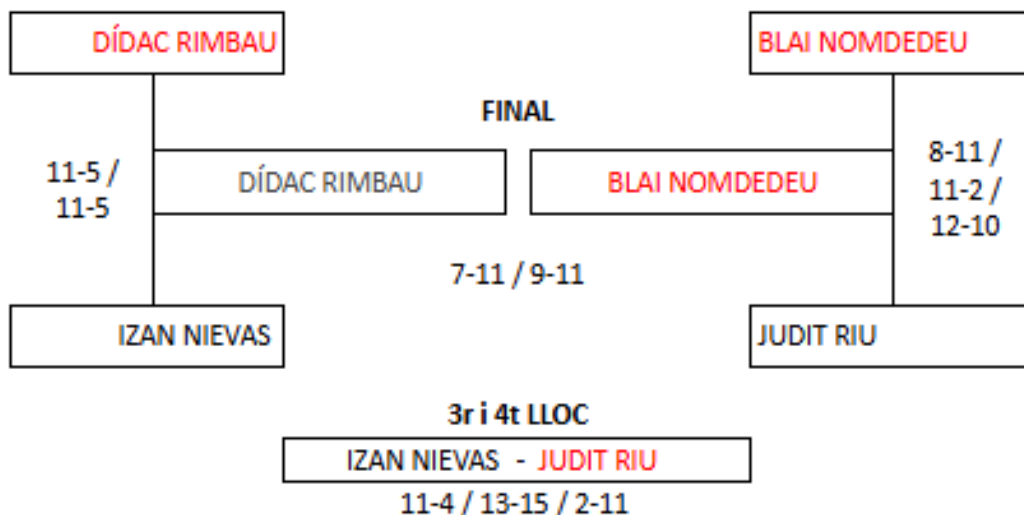 DÍDAC RIMBAU
BLAI NOMDEDEU
FINAL
11-5 /
11-5
DÍDAC RIMBAU
BLAI NOMDEDEU
8-11 /
11-2 /
12-10
7-11 / 9-11
IZAN NIEVAS
JUDIT RIU
3r i 4t LLOC
IZAN NIEVAS - JUDIT RIU
11-4 / 13-15 / 2-11